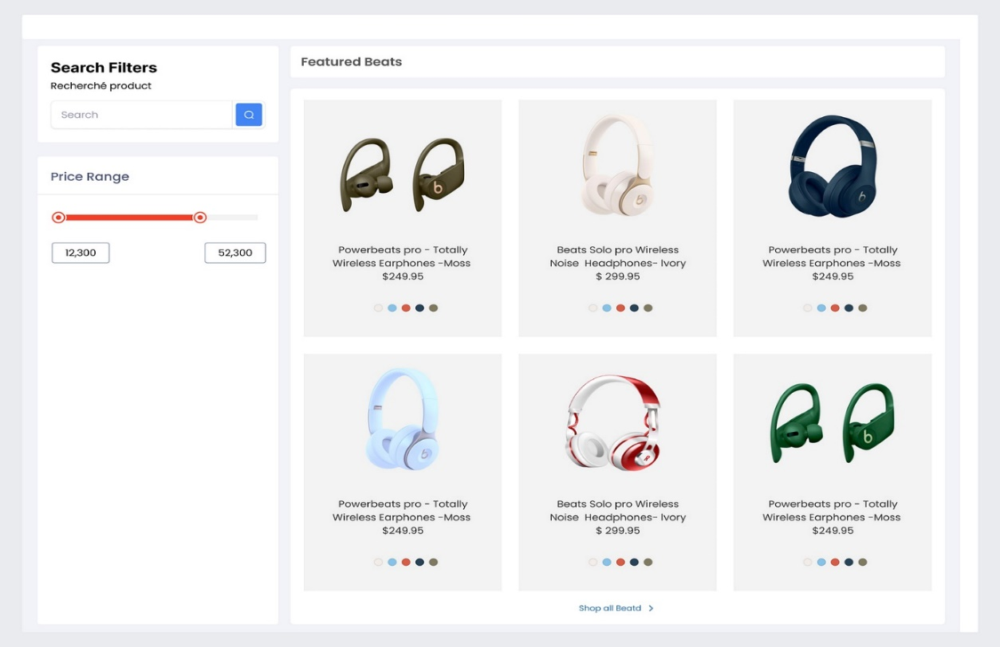 Search Filters
Recherché product
Search
Price Range
12,300
52,300
Featured Beats
Powerbeats pro - Totally
Wireless Earphones -Moss
$249.95
Beats Solo pro Wireless
Noise  Headphones- lvory
$ 299.95
Powerbeats pro - Totally
Wireless Earphones -Moss
$249.95
Powerbeats pro - Totally
Wireless Earphones -Moss
$249.95
Beats Solo pro Wireless
Noise  Headphones- lvory
$ 299.95
Powerbeats pro - Totally
Wireless Earphones -Moss
$249.95
Shop all Beatd